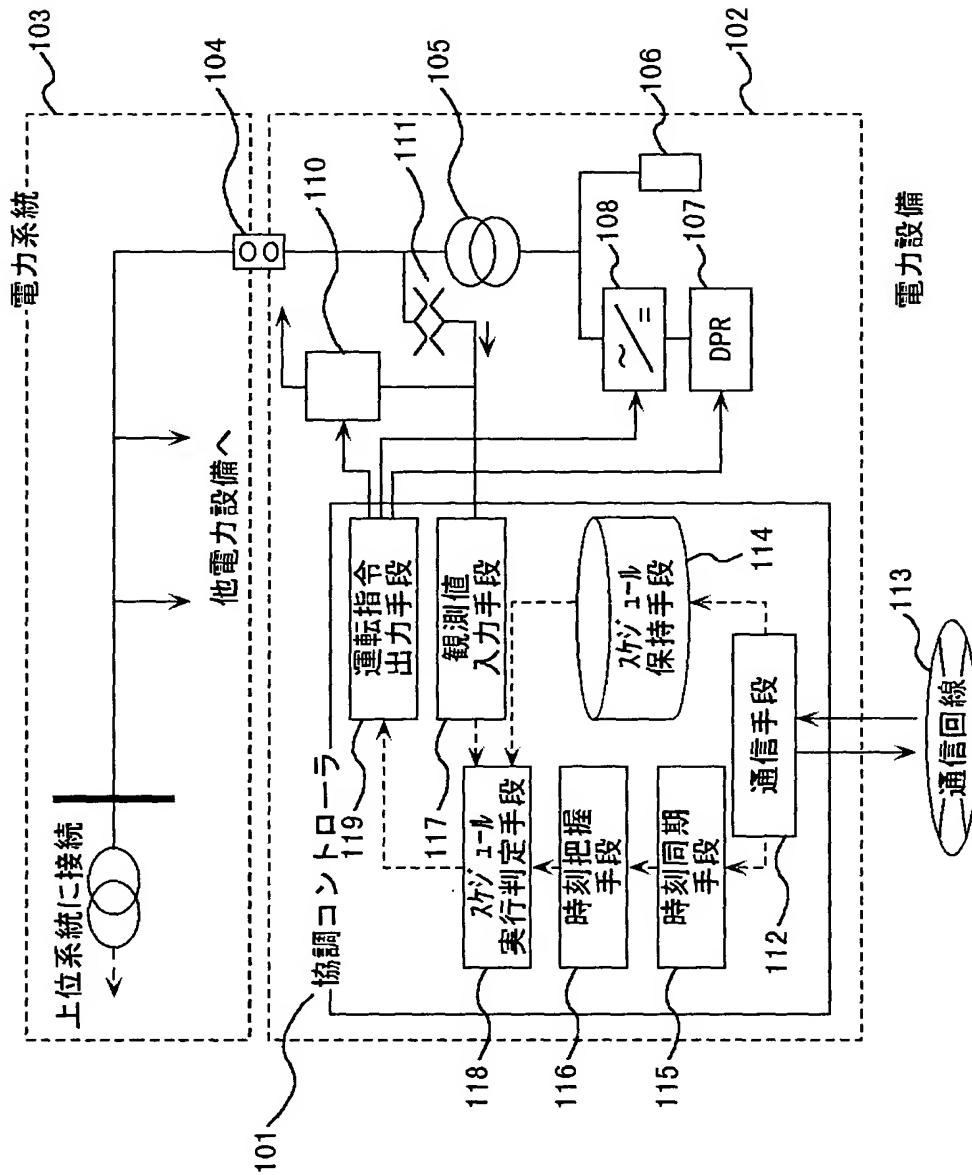 電力系統
103
上位系統に接続
他電力設備へ
104
110
111
105
106
102
108
107
~
=
DPR
電力設備
101
協調コントローラ
119
運転指令
出力手段
117
観測値
入力手段
118
スケジュール
実行判定手段
スケジュール
保持手段
114
116
時刻把握
手段
115
時刻同期
手段
通信手段
112
113
通信回線